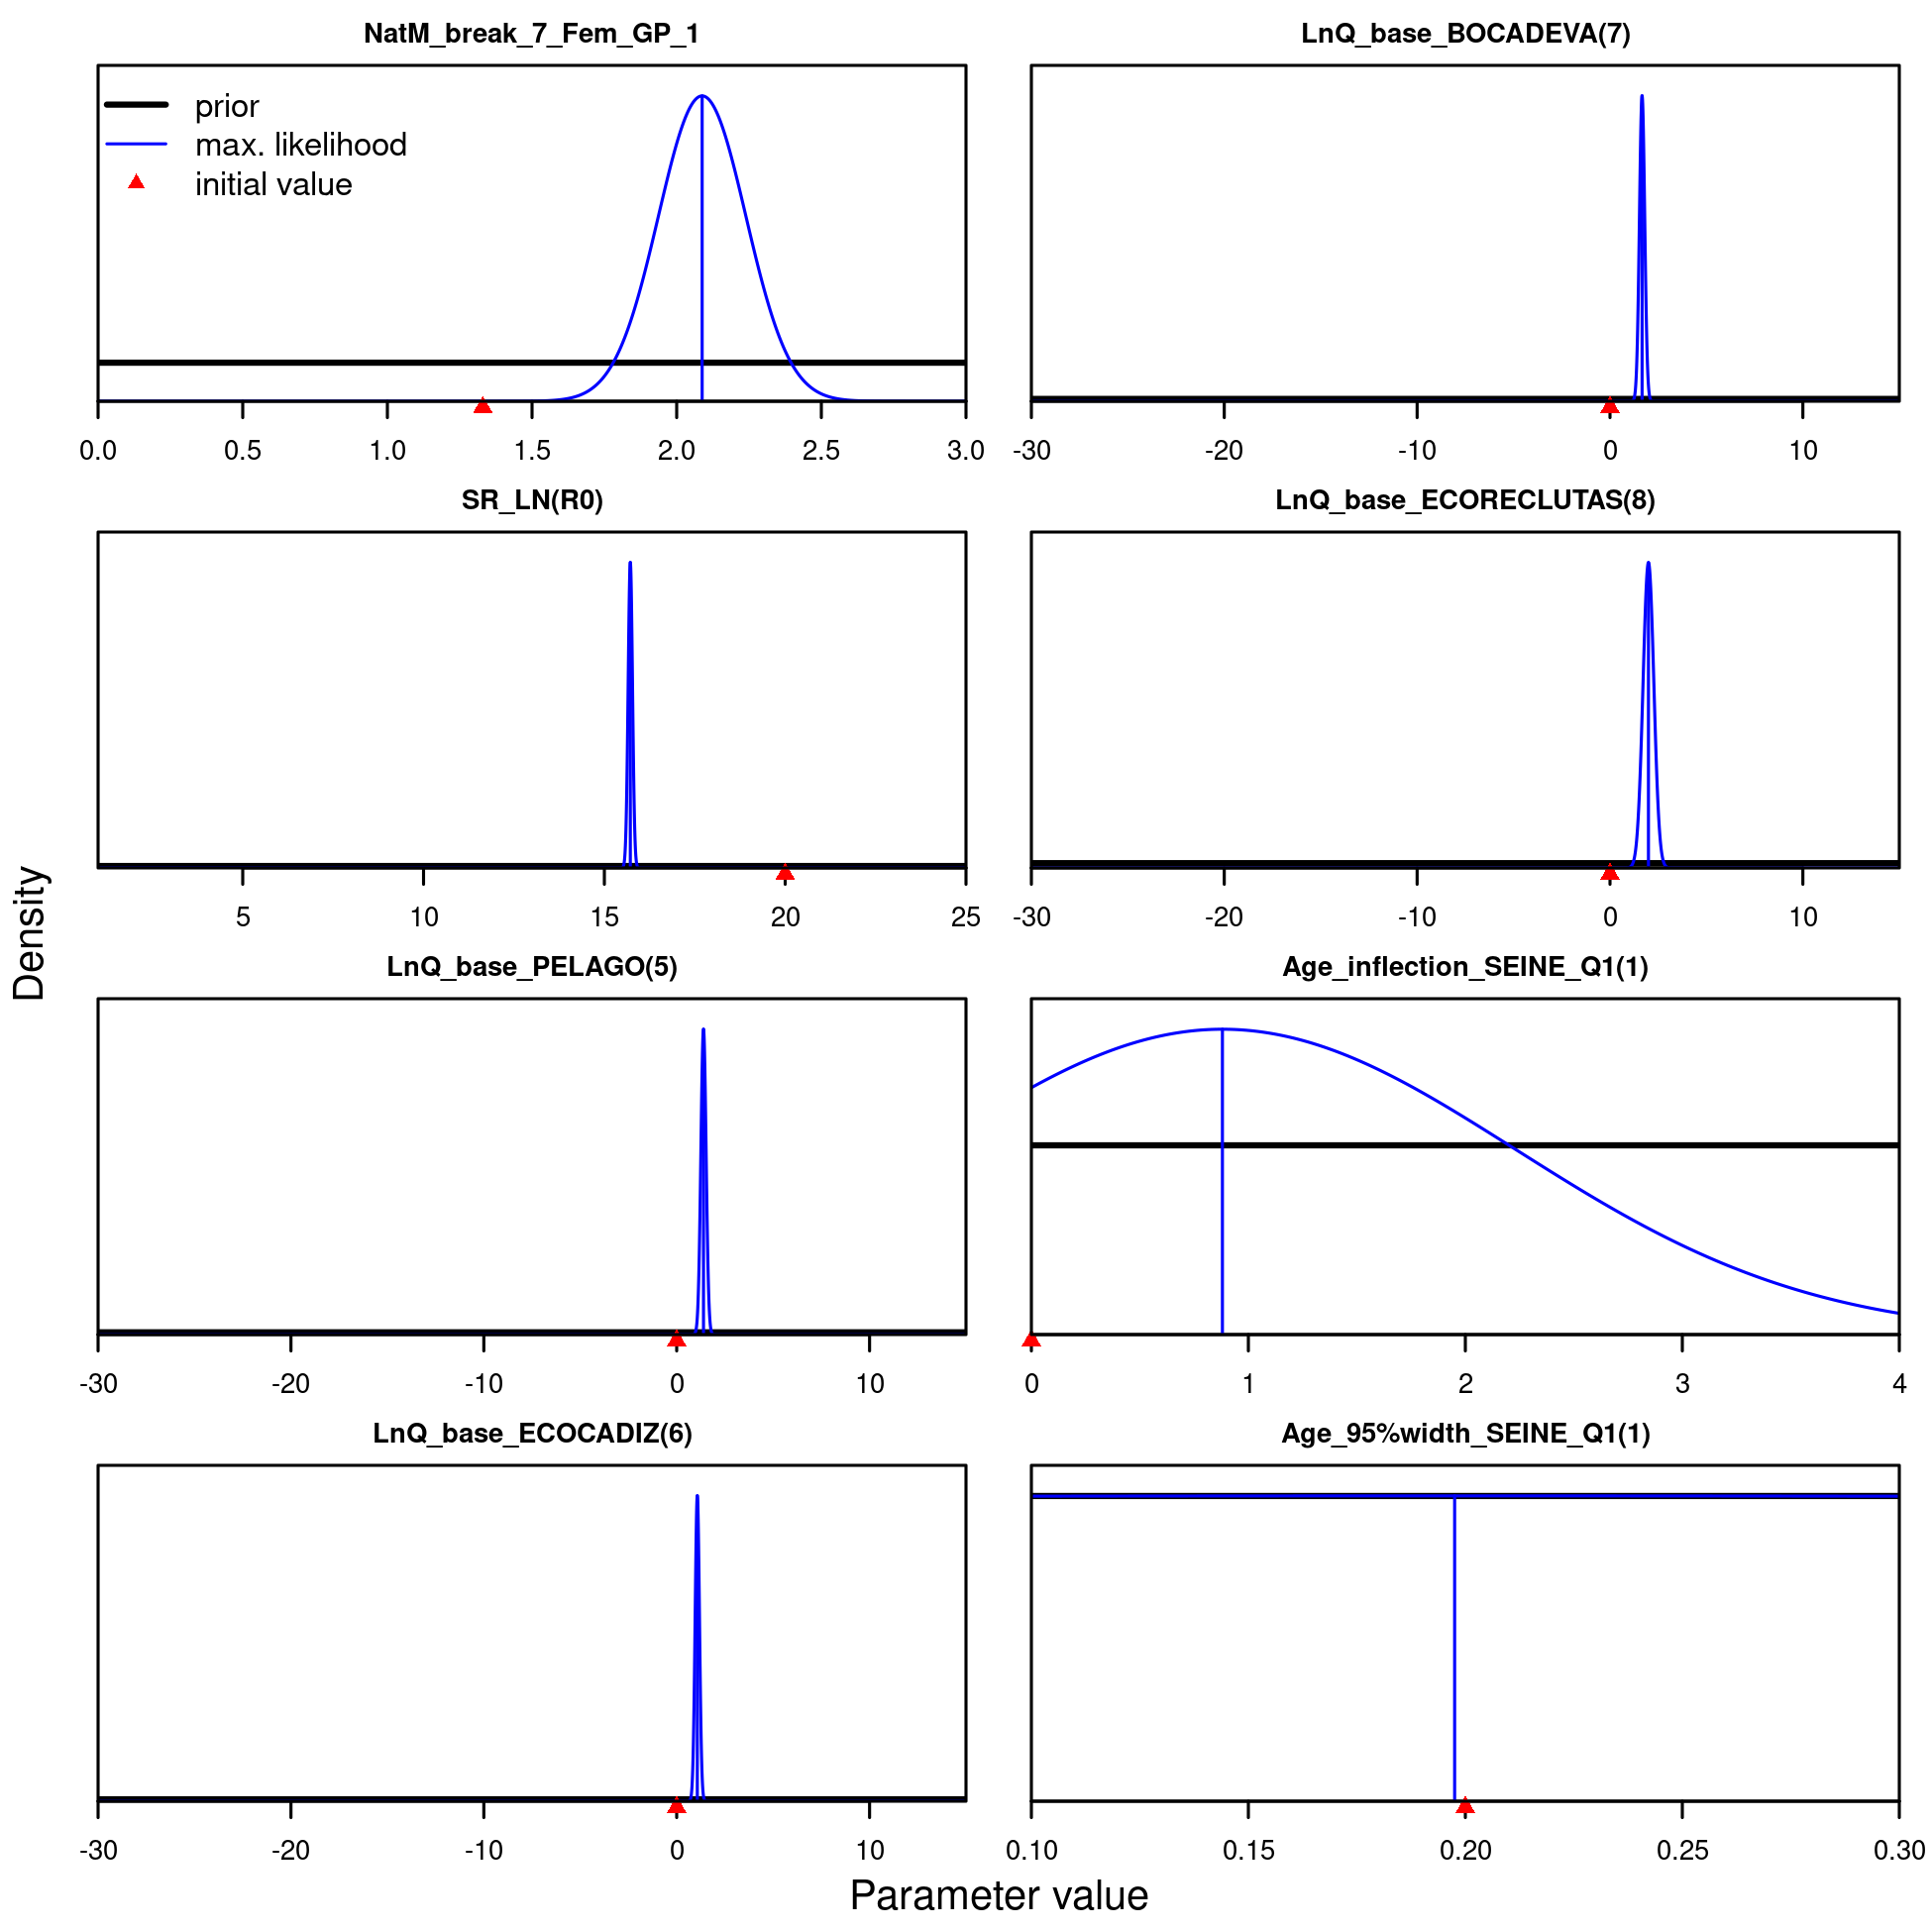 NatM_break_7_Fem_GP_1
prior
max. likelihood
initial value
0.0 0.5 1.0 1.5 2.0 2.5 3.0
LnQ_base_BOCADEVA(7)
-30 -20 -10 0 10
SR_LN(R0)
5 10 15 20 25
LnQ_base_ECORECLUTAS(8)
-30 -20 -10 0 10
LnQ_base_PELAGO(5)
-30 -20 -10 0 10
Age_inflection_SEINE_Q1(1)
0 1 2 3 4
LnQ_base_ECOCADIZ(6)
-30 -20 -10 0 10
Age_95%width_SEINE_Q1(1)
0.10 0.15 0.20 0.25 0.30
Density
Parameter value